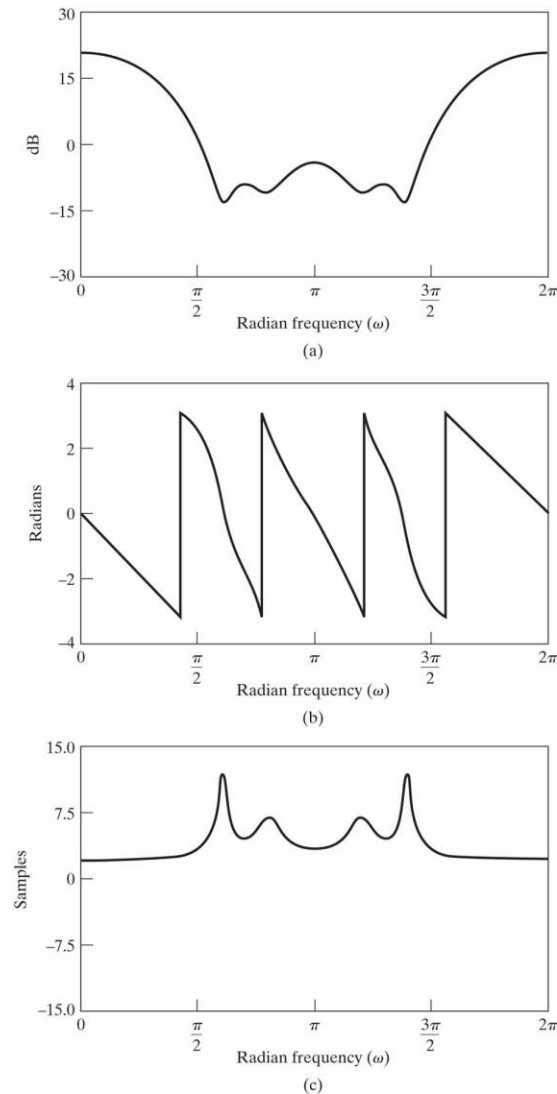 30
15
0
−15
−30
dB
0
π/2
π
3π/2
2π
Radian frequency (ω)
(a)
4
2
0
−2
−4
Radians
0
π/2
π
3π/2
2π
Radian frequency (ω)
(b)
15.0
7.5
0
−7.5
−15.0
Samples
0
π/2
π
3π/2
2π
Radian frequency (ω)
(c)